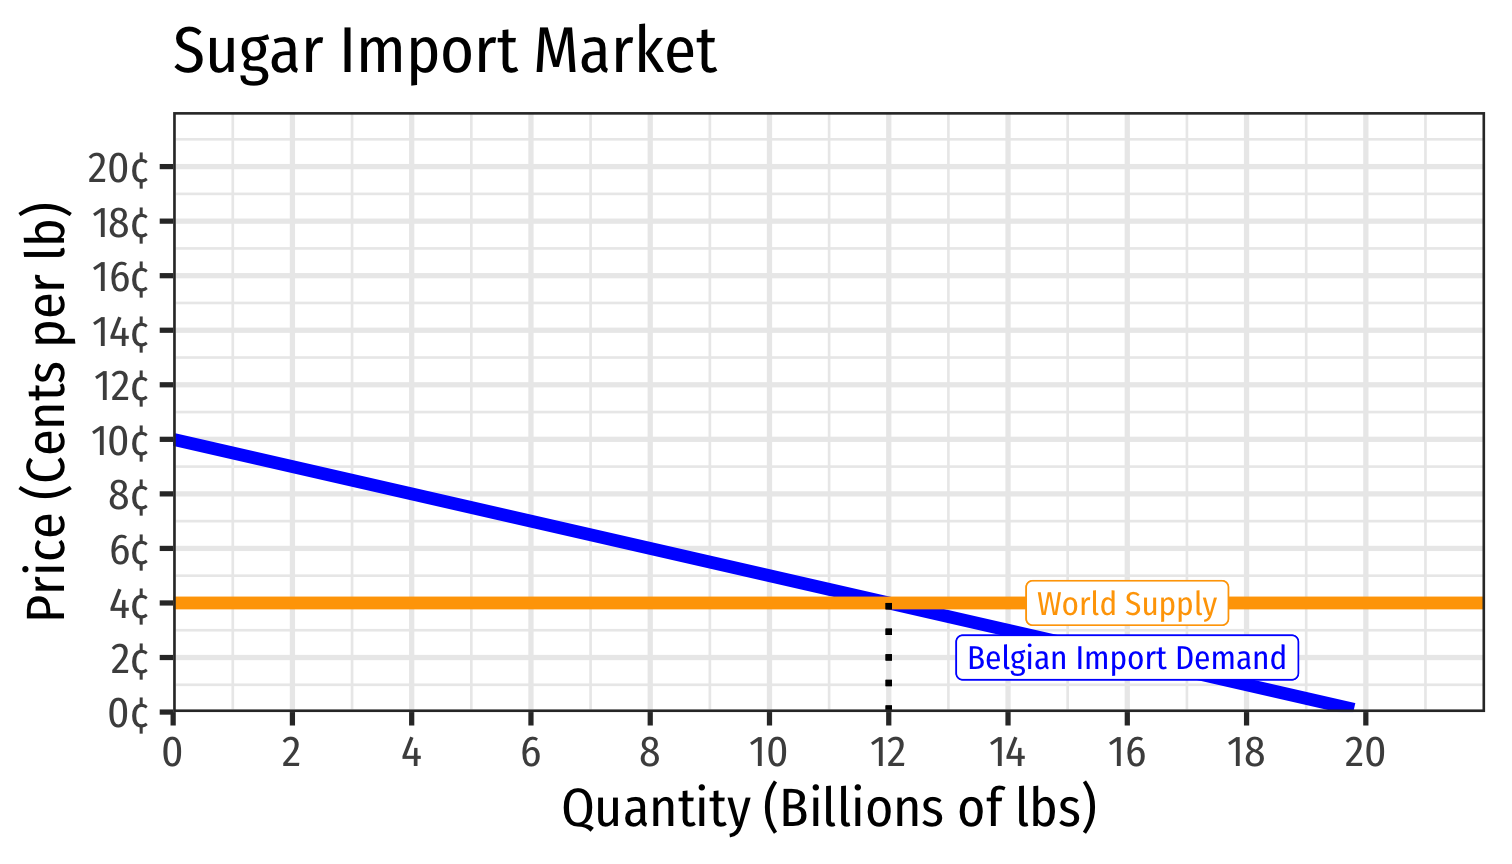 Sugar Import Market
Price (Cents per lb)
20¢
18¢
16¢
14¢
12¢
10¢
8¢
6¢
4¢
2¢
0¢
World Supply
Belgian Import Demand
0 2 4 6 8 10 12 14 16 18 20
Quantity (Billions of lbs)